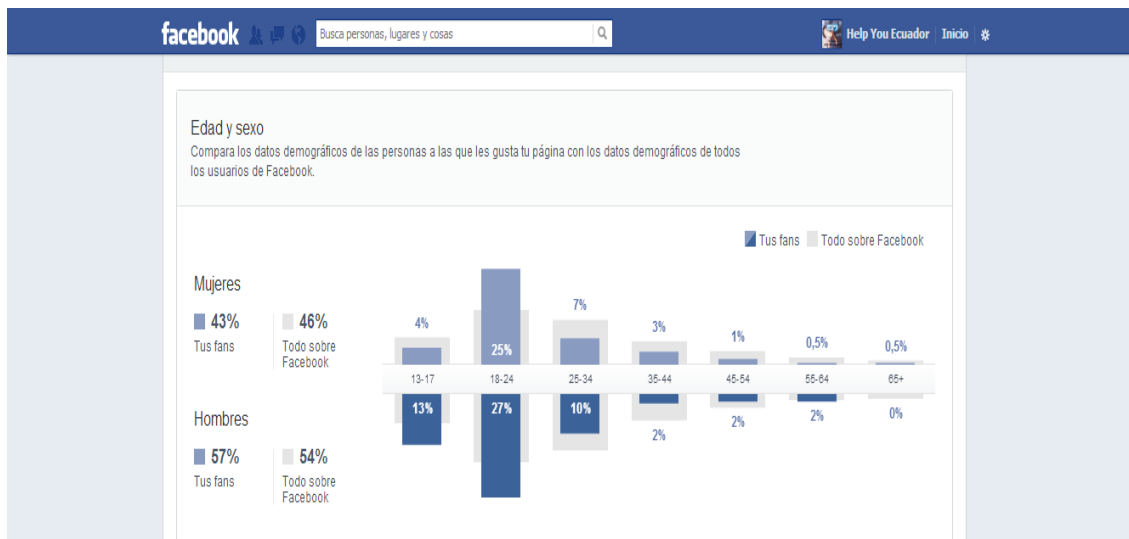 facebook
Busca personas, lugares y cosas
Help You Ecuador Inicio
Edad y sexo
Compara los datos demográficos de las personas a las que les gusta tu página con los datos demográficos de todos
los usuarios de Facebook.
Tus fans Todo sobre Facebook
Mujeres
43% 46%
Tus fans Todo sobre
Facebook
4% 25% 7% 3% 1% 0,5% 0,5%
13-17 18-24 25-34 35-44 45-54 55-64 65+
13% 27% 10% 2% 2% 2% 0%
Hombres
57% 54%
Tus fans Todo sobre
Facebook